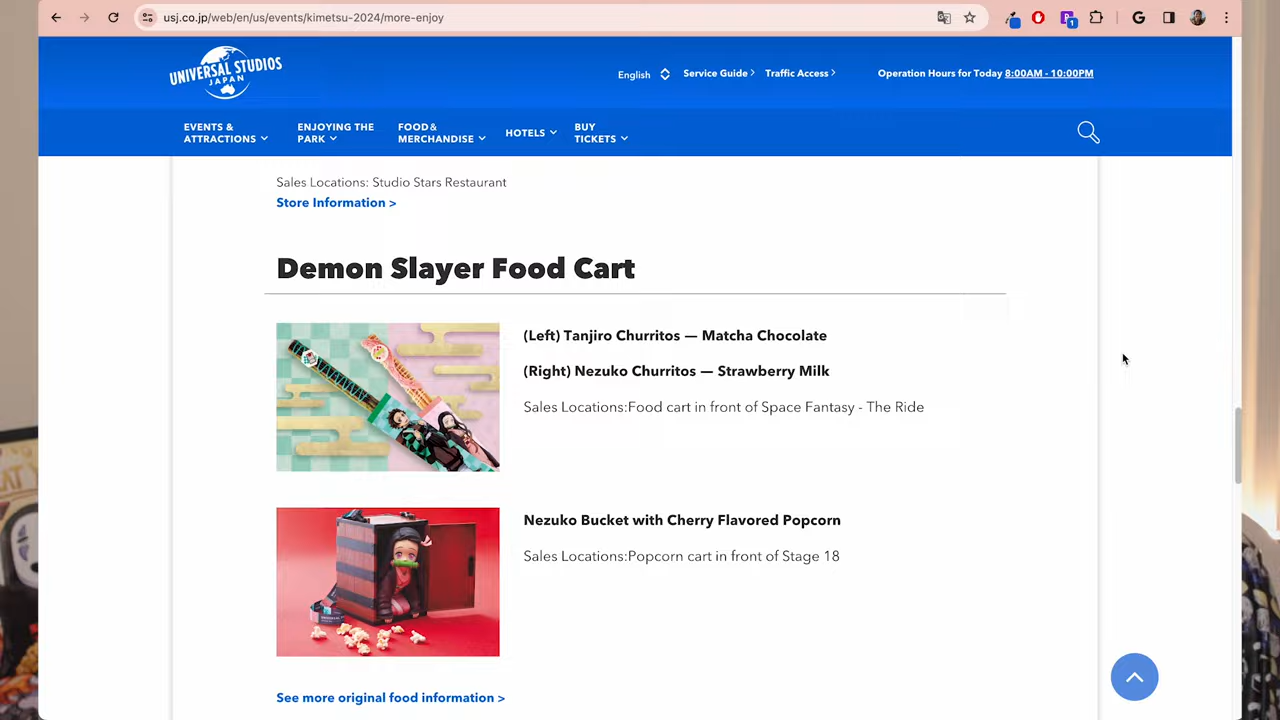 usj.co.jp/web/en/us/events/kimetsu-2024/more-enjoy
UNIVERSAL STUDIOS
JAPAN
English
Service Guide
Traffic Access
Operation Hours for Today 8:00AM - 10:00PM
EVENTS &
ATTRACTIONS
ENJOYING THE
PARK
FOOD&
MERCHANDISE
HOTELS
BUY
TICKETS
Sales Locations: Studio Stars Restaurant
Store Information >
Demon Slayer Food Cart
(Left) Tanjiro Churritos — Matcha Chocolate
(Right) Nezuko Churritos — Strawberry Milk
Sales Locations:Food cart in front of Space Fantasy - The Ride
Nezuko Bucket with Cherry Flavored Popcorn
Sales Locations:Popcorn cart in front of Stage 18
See more original food information >